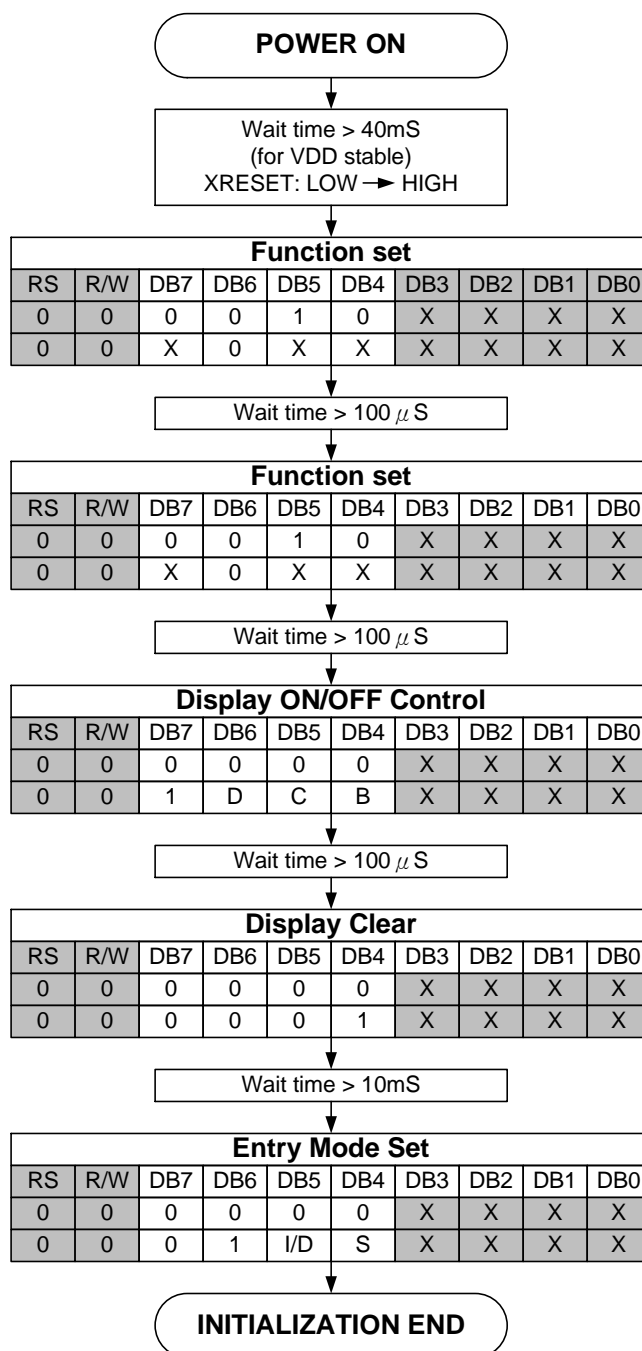 POWER ON
Wait time > 40mS
(for VDD stable)
XRESET: LOW → HIGH
Function set
RS R/W DB7 DB6 DB5 DB4 DB3 DB2 DB1 DB0
0 0 0 0 1 0 X X X X
0 0 X 0 X X X X X X
Wait time > 100 μS
Function set
RS R/W DB7 DB6 DB5 DB4 DB3 DB2 DB1 DB0
0 0 0 0 1 0 X X X X
0 0 X 0 X X X X X X
Wait time > 100 μS
Display ON/OFF Control
RS R/W DB7 DB6 DB5 DB4 DB3 DB2 DB1 DB0
0 0 0 0 0 0 X X X X
0 0 1 D C B X X X X
Wait time > 100 μS
Display Clear
RS R/W DB7 DB6 DB5 DB4 DB3 DB2 DB1 DB0
0 0 0 0 0 0 X X X X
0 0 0 0 0 1 X X X X
Wait time > 10mS
Entry Mode Set
RS R/W DB7 DB6 DB5 DB4 DB3 DB2 DB1 DB0
0 0 0 0 0 0 X X X X
0 0 0 1 I/D S X X X X
INITIALIZATION END